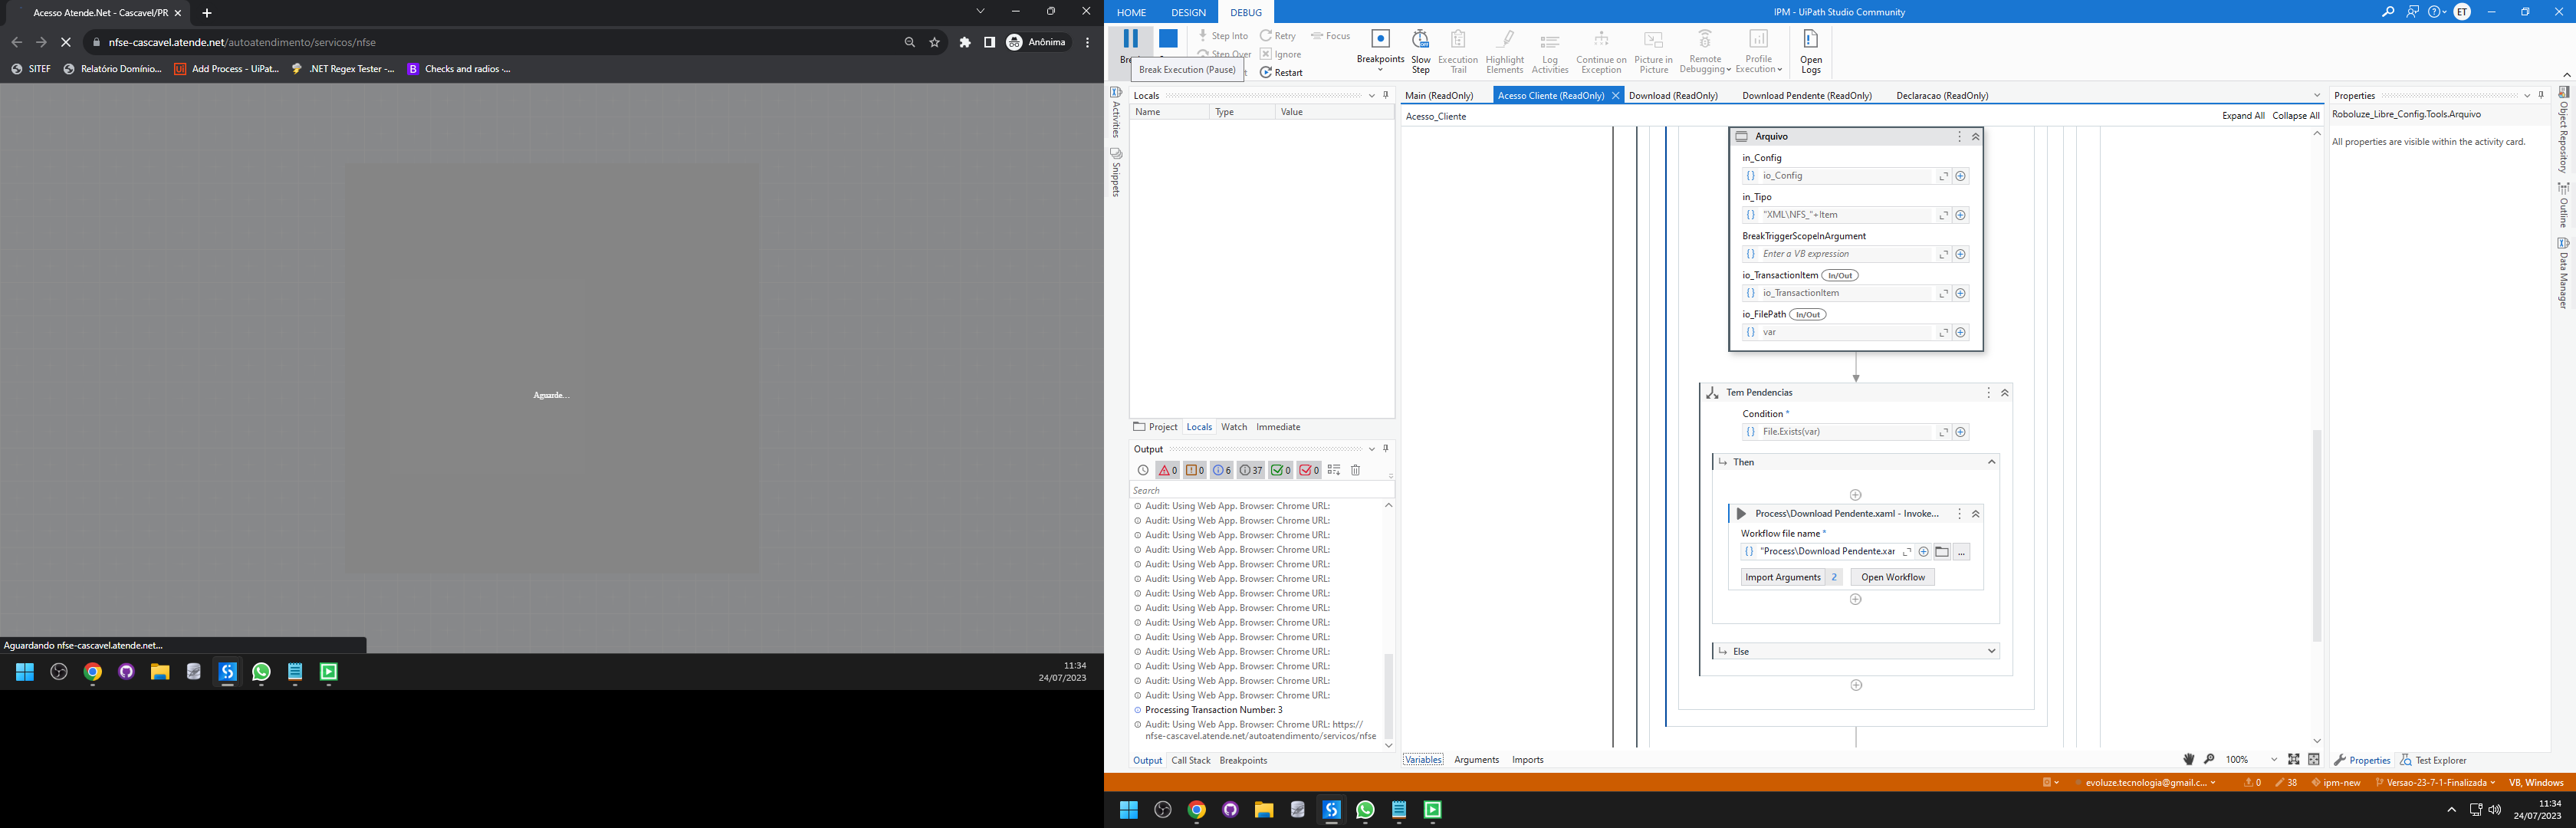 Acesso Atende.Net - Cascavel/PR
nfse-cascavel.atende.net/autoatendimento/servicos/nfse
Anônima
SITEF
Relatório Domínio...
Add Process - UiPat...
.NET Regex Tester -...
Checks and radios ·...
Aguarde...
Aguardando nfse-cascavel.atende.net...
11:34
24/07/2023
HOME DESIGN DEBUG
IPM - UiPath Studio Community
ET
Step Into
Retry
Focus
Step Over
Ignore
Restart
Break Execution (Pause)
Breakpoints
Slow Step
Execution Trail
Highlight Elements
Log Activities
Continue on Exception
Picture in Picture
Remote Debugging
Profile Execution
Open Logs
Activities
Snippets
Locals
Name Type Value
Project Locals Watch Immediate
Output
0 0 6 37 0 0
Search
Audit: Using Web App. Browser: Chrome URL:
Audit: Using Web App. Browser: Chrome URL:
Audit: Using Web App. Browser: Chrome URL:
Audit: Using Web App. Browser: Chrome URL:
Audit: Using Web App. Browser: Chrome URL:
Audit: Using Web App. Browser: Chrome URL:
Audit: Using Web App. Browser: Chrome URL:
Audit: Using Web App. Browser: Chrome URL:
Audit: Using Web App. Browser: Chrome URL:
Audit: Using Web App. Browser: Chrome URL:
Audit: Using Web App. Browser: Chrome URL:
Audit: Using Web App. Browser: Chrome URL:
Audit: Using Web App. Browser: Chrome URL:
Audit: Using Web App. Browser: Chrome URL:
Processing Transaction Number: 3
Audit: Using Web App. Browser: Chrome URL: https://
nfse-cascavel.atende.net/autoatendimento/servicos/nfse
Output Call Stack Breakpoints
Main (ReadOnly) Acesso Cliente (ReadOnly) Download (ReadOnly) Download Pendente (ReadOnly) Declaracao (ReadOnly)
Acesso_Cliente
Expand All Collapse All
Arquivo
in_Config
io_Config
in_Tipo
"XML\NFS_"+Item
BreakTriggerScopeInArgument
Enter a VB expression
io_TransactionItem In/Out
io_TransactionItem
io_FilePath In/Out
var
Tem Pendencias
Condition *
File.Exists(var)
Then
Process\Download Pendente.xaml - Invoke...
Workflow file name *
"Process\Download Pendente.xar
...
Import Arguments 2 Open Workflow
Else
Variables Arguments Imports
100%
Properties
Roboluze_Libre_Config.Tools.Arquivo
All properties are visible within the activity card.
Properties Test Explorer
Object Repository
Outline
Data Manager
evoluze.tecnologia@gmail.c... 0 38 ipm-new Versao-23-7-1-Finalizada VB, Windows
11:34
24/07/2023